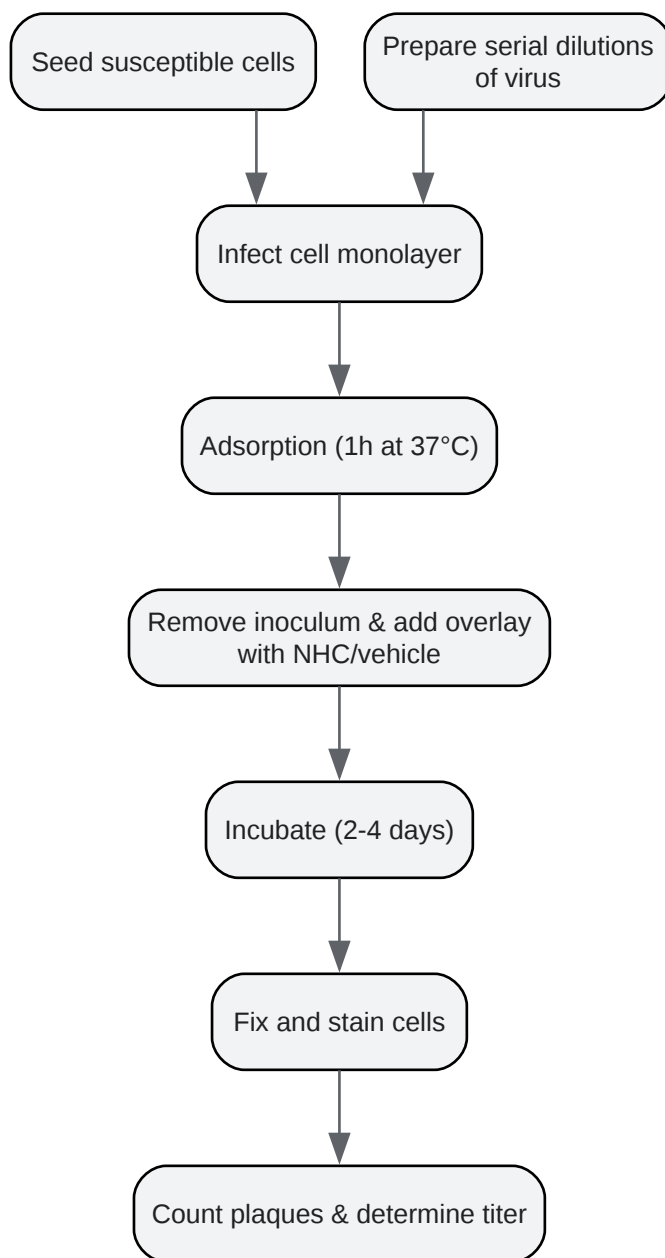 Seed susceptible cells
Prepare serial dilutions
of virus
Infect cell monolayer
Adsorption (1h at 37°C)
Remove inoculum & add overlay
with NHC/vehicle
Incubate (2-4 days)
Fix and stain cells
Count plaques & determine titer